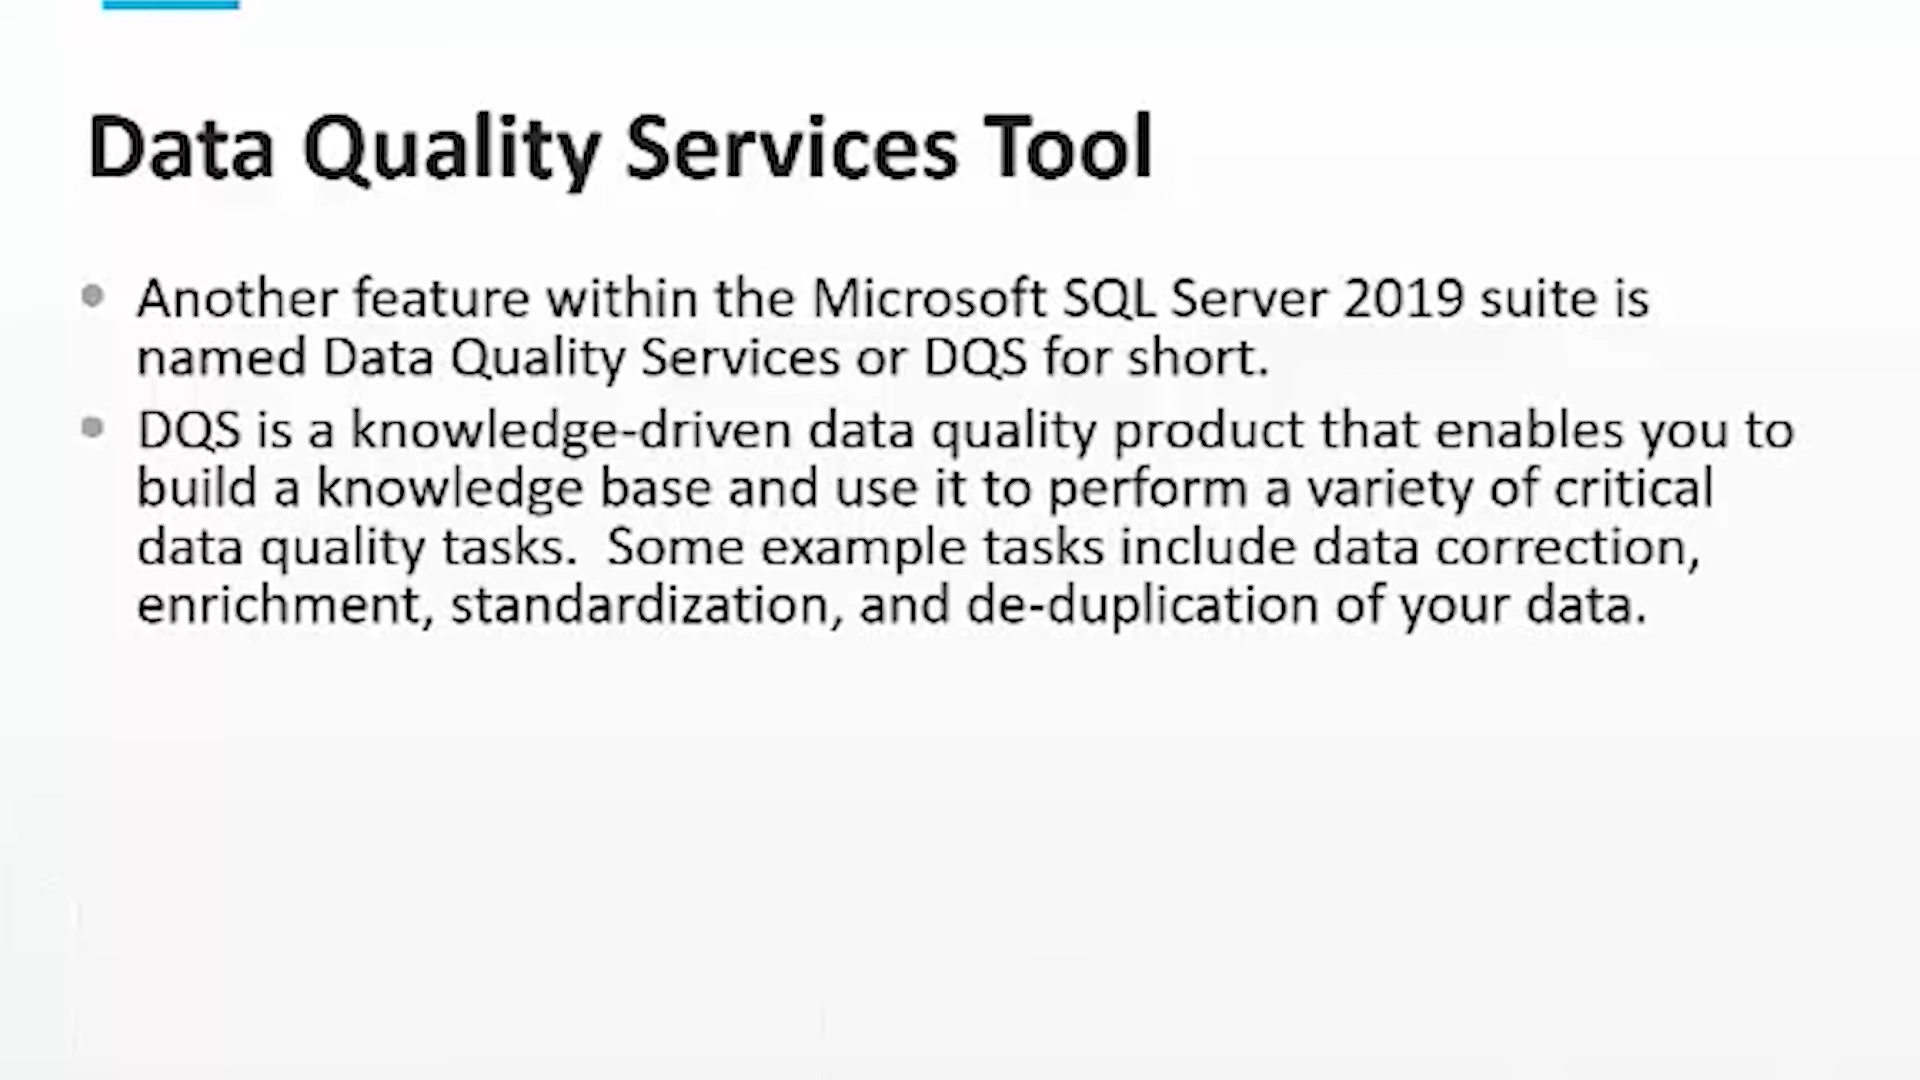 Data Quality Services Tool
Another feature within the Microsoft SQL Server 2019 suite is
named Data Quality Services or DQS for short.
DQS is a knowledge-driven data quality product that enables you to
build a knowledge base and use it to perform a variety of critical
data quality tasks.  Some example tasks include data correction,
enrichment, standardization, and de-duplication of your data.